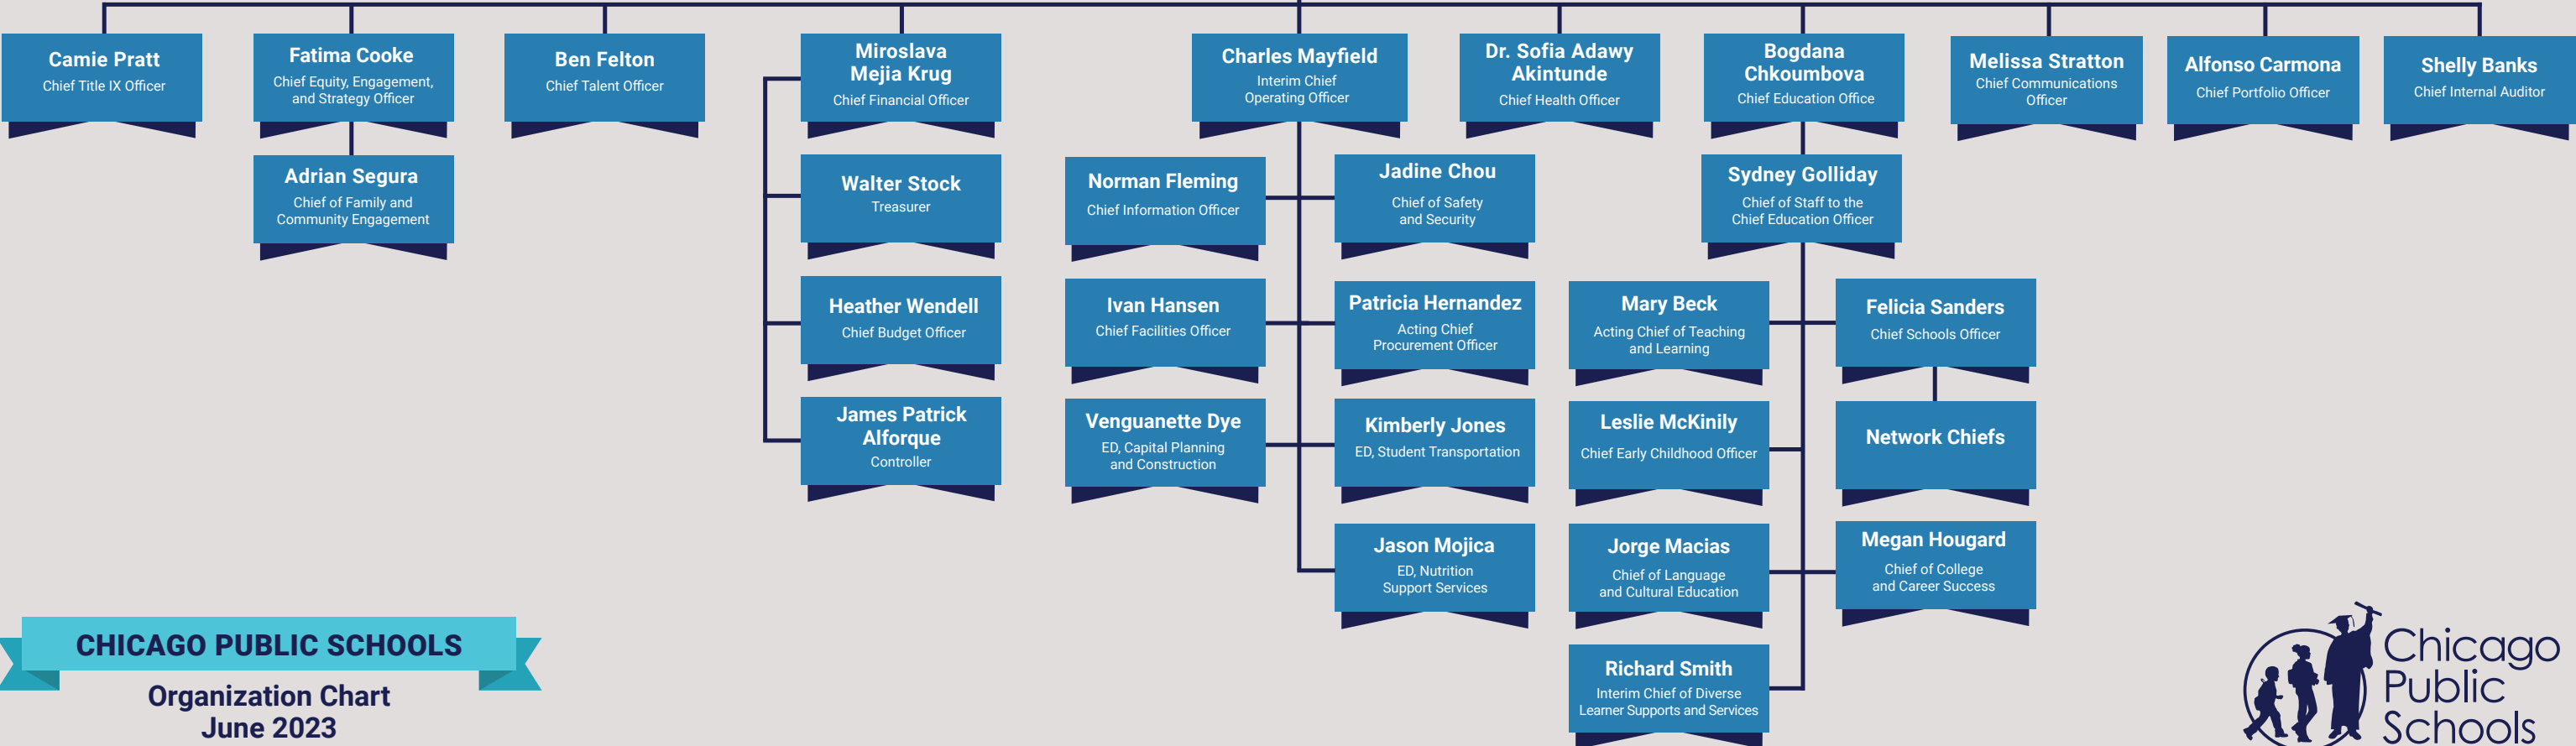 Camie Pratt
Chief Title IX Officer
Fatima Cooke
Chief Equity, Engagement,
and Strategy Officer
Ben Felton
Chief Talent Officer
Miroslava
Mejia Krug
Chief Financial Officer
Charles Mayfield
Interim Chief
Operating Officer
Dr. Sofia Adawy
Akintunde
Chief Health Officer
Bogdana
Chkoumbova
Chief Education Office
Melissa Stratton
Chief Communications
Officer
Alfonso Carmona
Chief Portfolio Officer
Shelly Banks
Chief Internal Auditor
Adrian Segura
Chief of Family and
Community Engagement
Walter Stock
Treasurer
Norman Fleming
Chief Information Officer
Jadine Chou
Chief of Safety
and Security
Sydney Golliday
Chief of Staff to the
Chief Education Officer
Heather Wendell
Chief Budget Officer
Ivan Hansen
Chief Facilities Officer
Patricia Hernandez
Acting Chief
Procurement Officer
Mary Beck
Acting Chief of Teaching
and Learning
Felicia Sanders
Chief Schools Officer
James Patrick
Alforque
Controller
Venguanette Dye
ED, Capital Planning
and Construction
Kimberly Jones
ED, Student Transportation
Leslie McKinily
Chief Early Childhood Officer
Network Chiefs
Jason Mojica
ED, Nutrition
Support Services
Jorge Macias
Chief of Language
and Cultural Education
Megan Hougard
Chief of College
and Career Success
Richard Smith
Interim Chief of Diverse
Learner Supports and Services
CHICAGO PUBLIC SCHOOLS
Organization Chart
June 2023
Chicago
Public
Schools